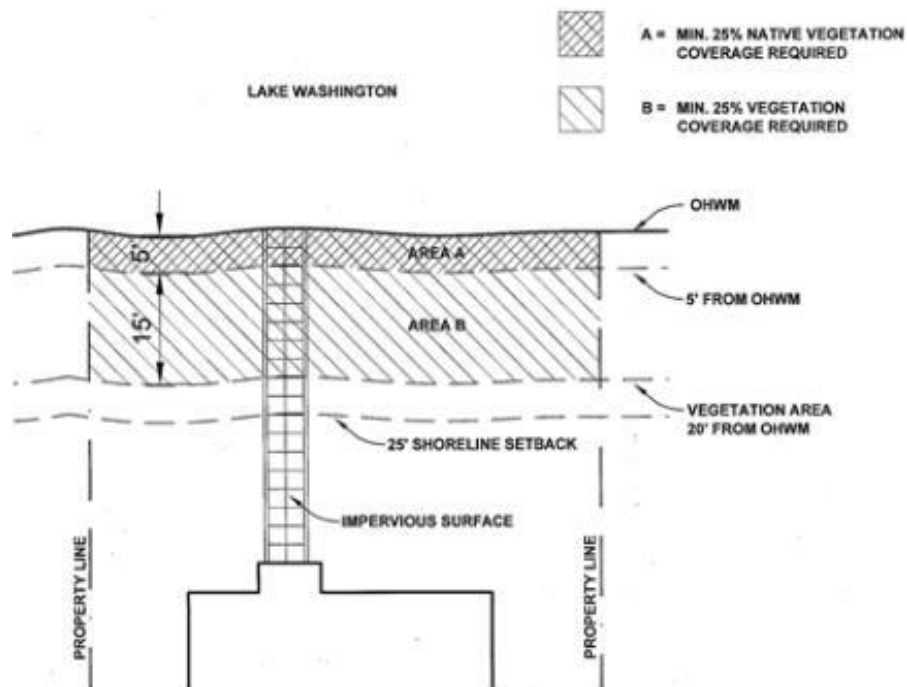 A = MIN. 25% NATIVE VEGETATION
COVERAGE REQUIRED
LAKE WASHINGTON
B = MIN. 25% VEGETATION
COVERAGE REQUIRED
OHWM
5'
AREA A
5' FROM OHWM
15'
AREA B
VEGETATION AREA
20' FROM OHWM
25' SHORELINE SETBACK
IMPERVIOUS SURFACE
PROPERTY LINE
PROPERTY LINE